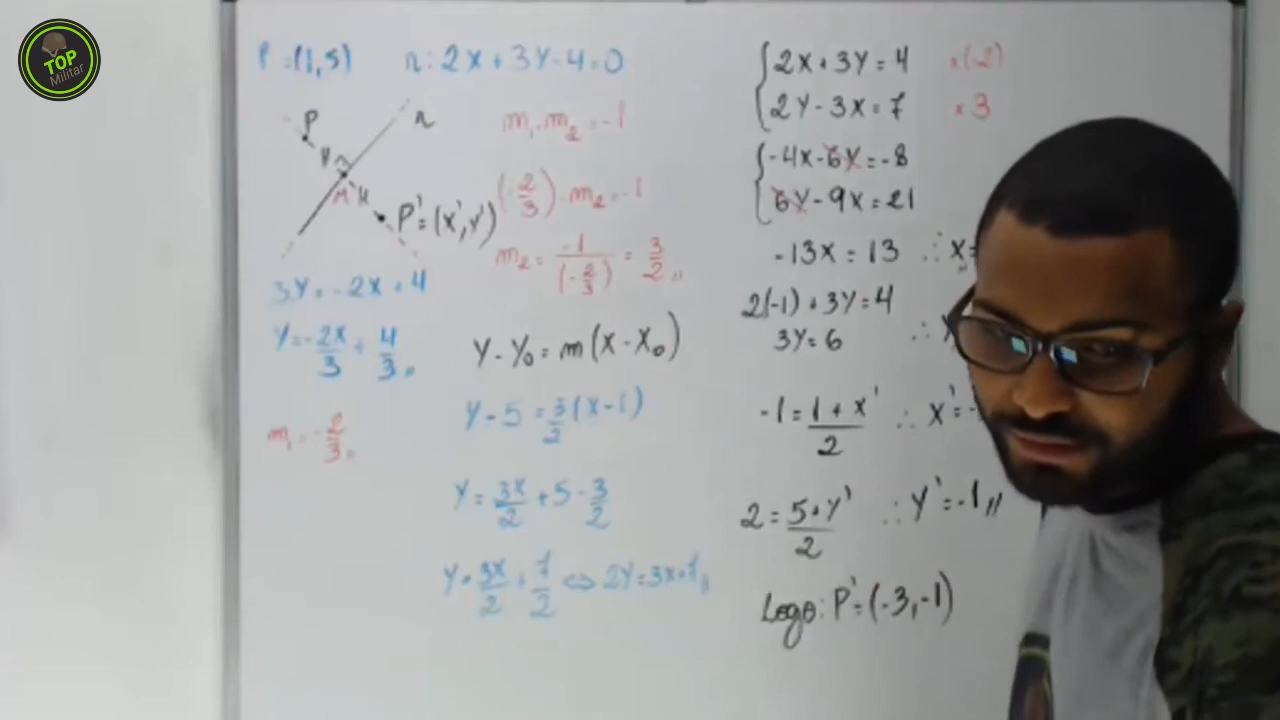 TOP
Militar
P = (1,5)
r: 2X + 3Y - 4 = 0
P
r
M
P' = (X', Y')
3Y = -2X + 4
Y = -2X/3 + 4/3 //
m₁ = -2/3 //
m₁ . m₂ = -1
(-2/3) . m₂ = -1
m₂ = -1/(-2/3) = 3/2 //
Y - Y₀ = m(X - X₀)
Y - 5 = 3/2 (X - 1)
Y = 3X/2 + 5 - 3/2
Y = 3X/2 + 7/2 ⇔ 2Y = 3X + 7 //
2X + 3Y = 4 x(-2)
2Y - 3X = 7 x 3
-4X - 6Y = -8
6Y - 9X = 21
-13X = 13 ∴ X =
2(-1) + 3Y = 4
3Y = 6 ∴
-1 = 1 + X'/2 ∴ X' = -
2 = 5 + Y'/2 ∴ Y' = -1 //
Logo: P' = (-3, -1)